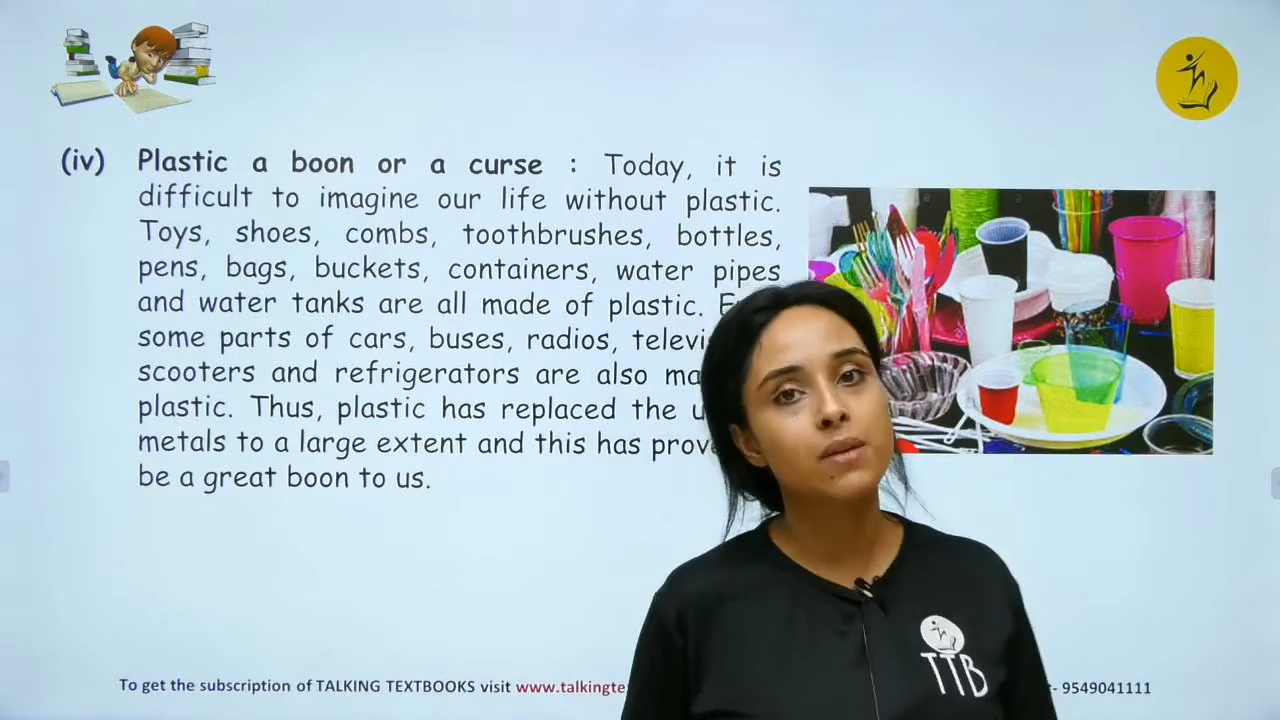 (iv) Plastic a boon or a curse : Today, it is
difficult to imagine our life without plastic.
Toys, shoes, combs, toothbrushes, bottles,
pens, bags, buckets, containers, water pipes
and water tanks are all made of plastic.
some parts of cars, buses, radios,
scooters and refrigerators are also
plastic. Thus, plastic has replaced the
metals to a large extent and this has
be a great boon to us.
To get the subscription of TALKING TEXTBOOKS visit 9549041111
TTB